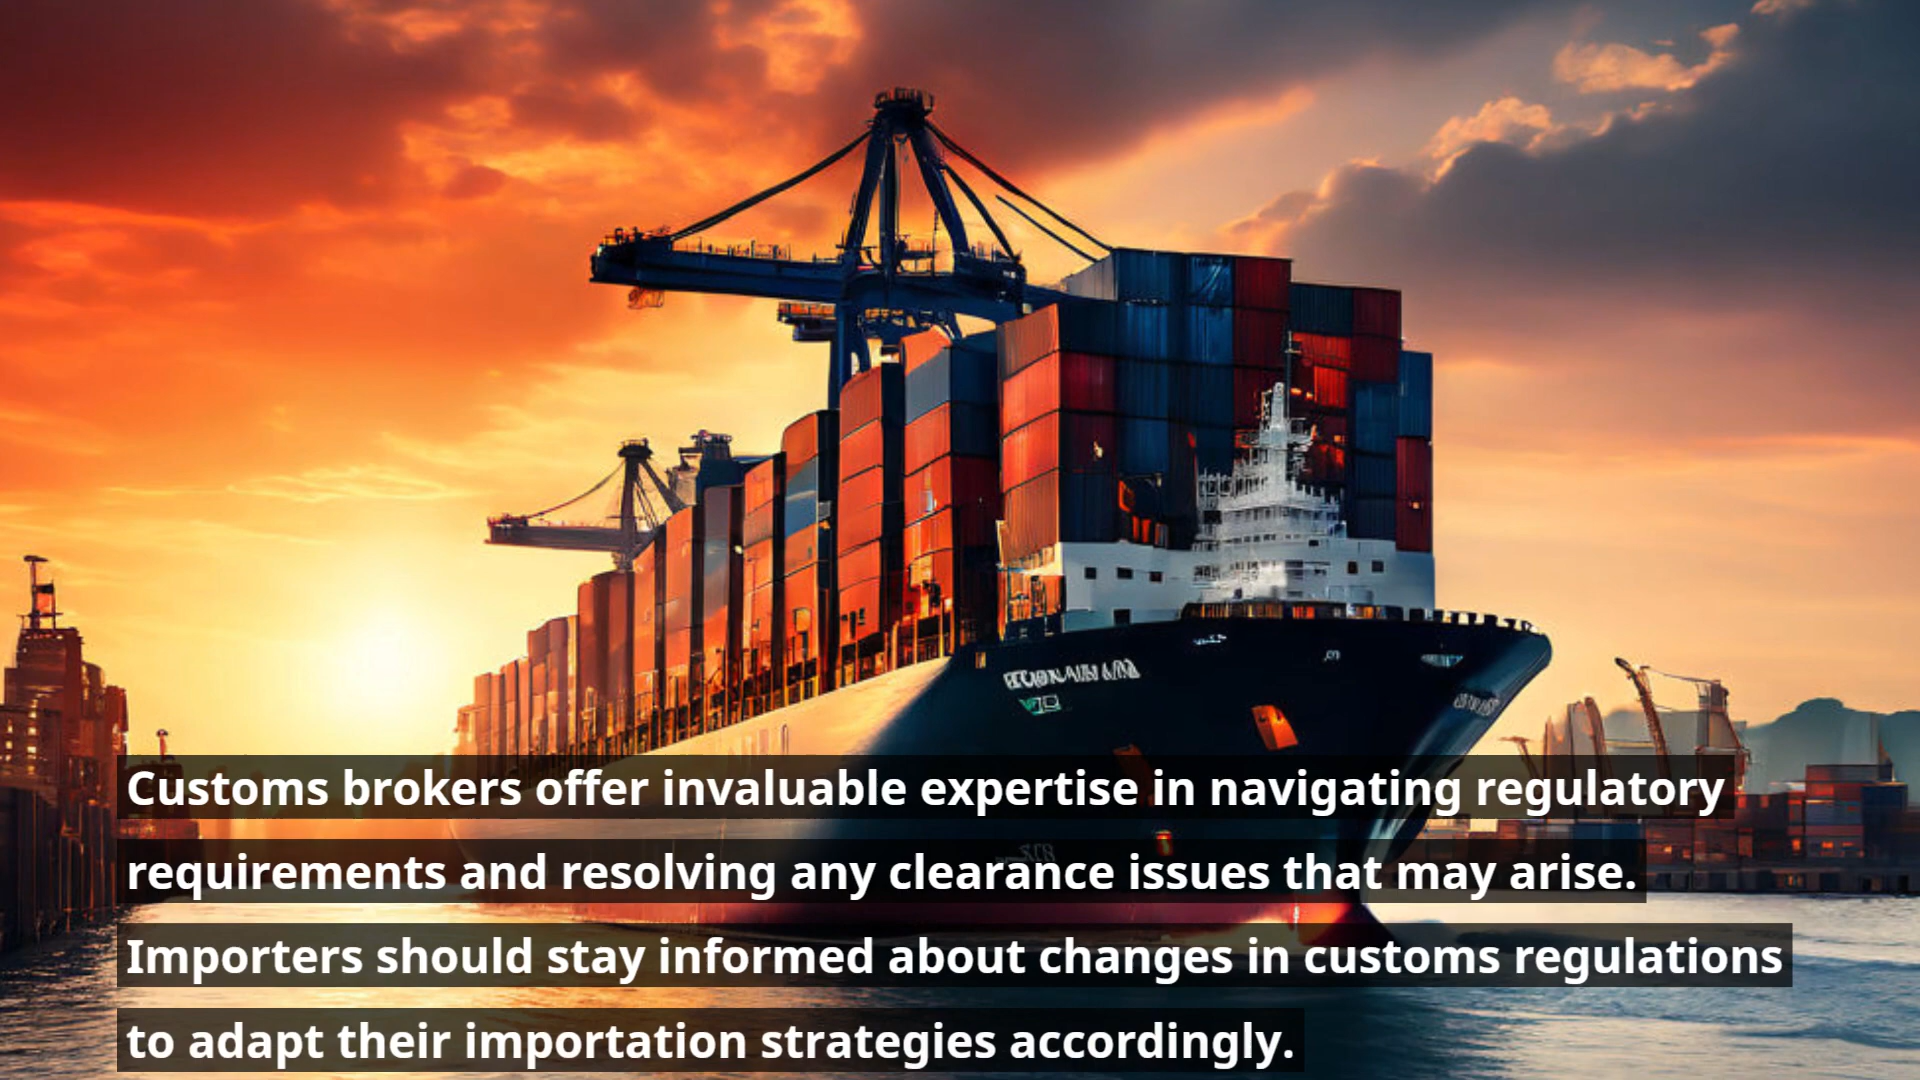 Customs brokers offer invaluable expertise in navigating regulatory
requirements and resolving any clearance issues that may arise.
Importers should stay informed about changes in customs regulations
to adapt their importation strategies accordingly.